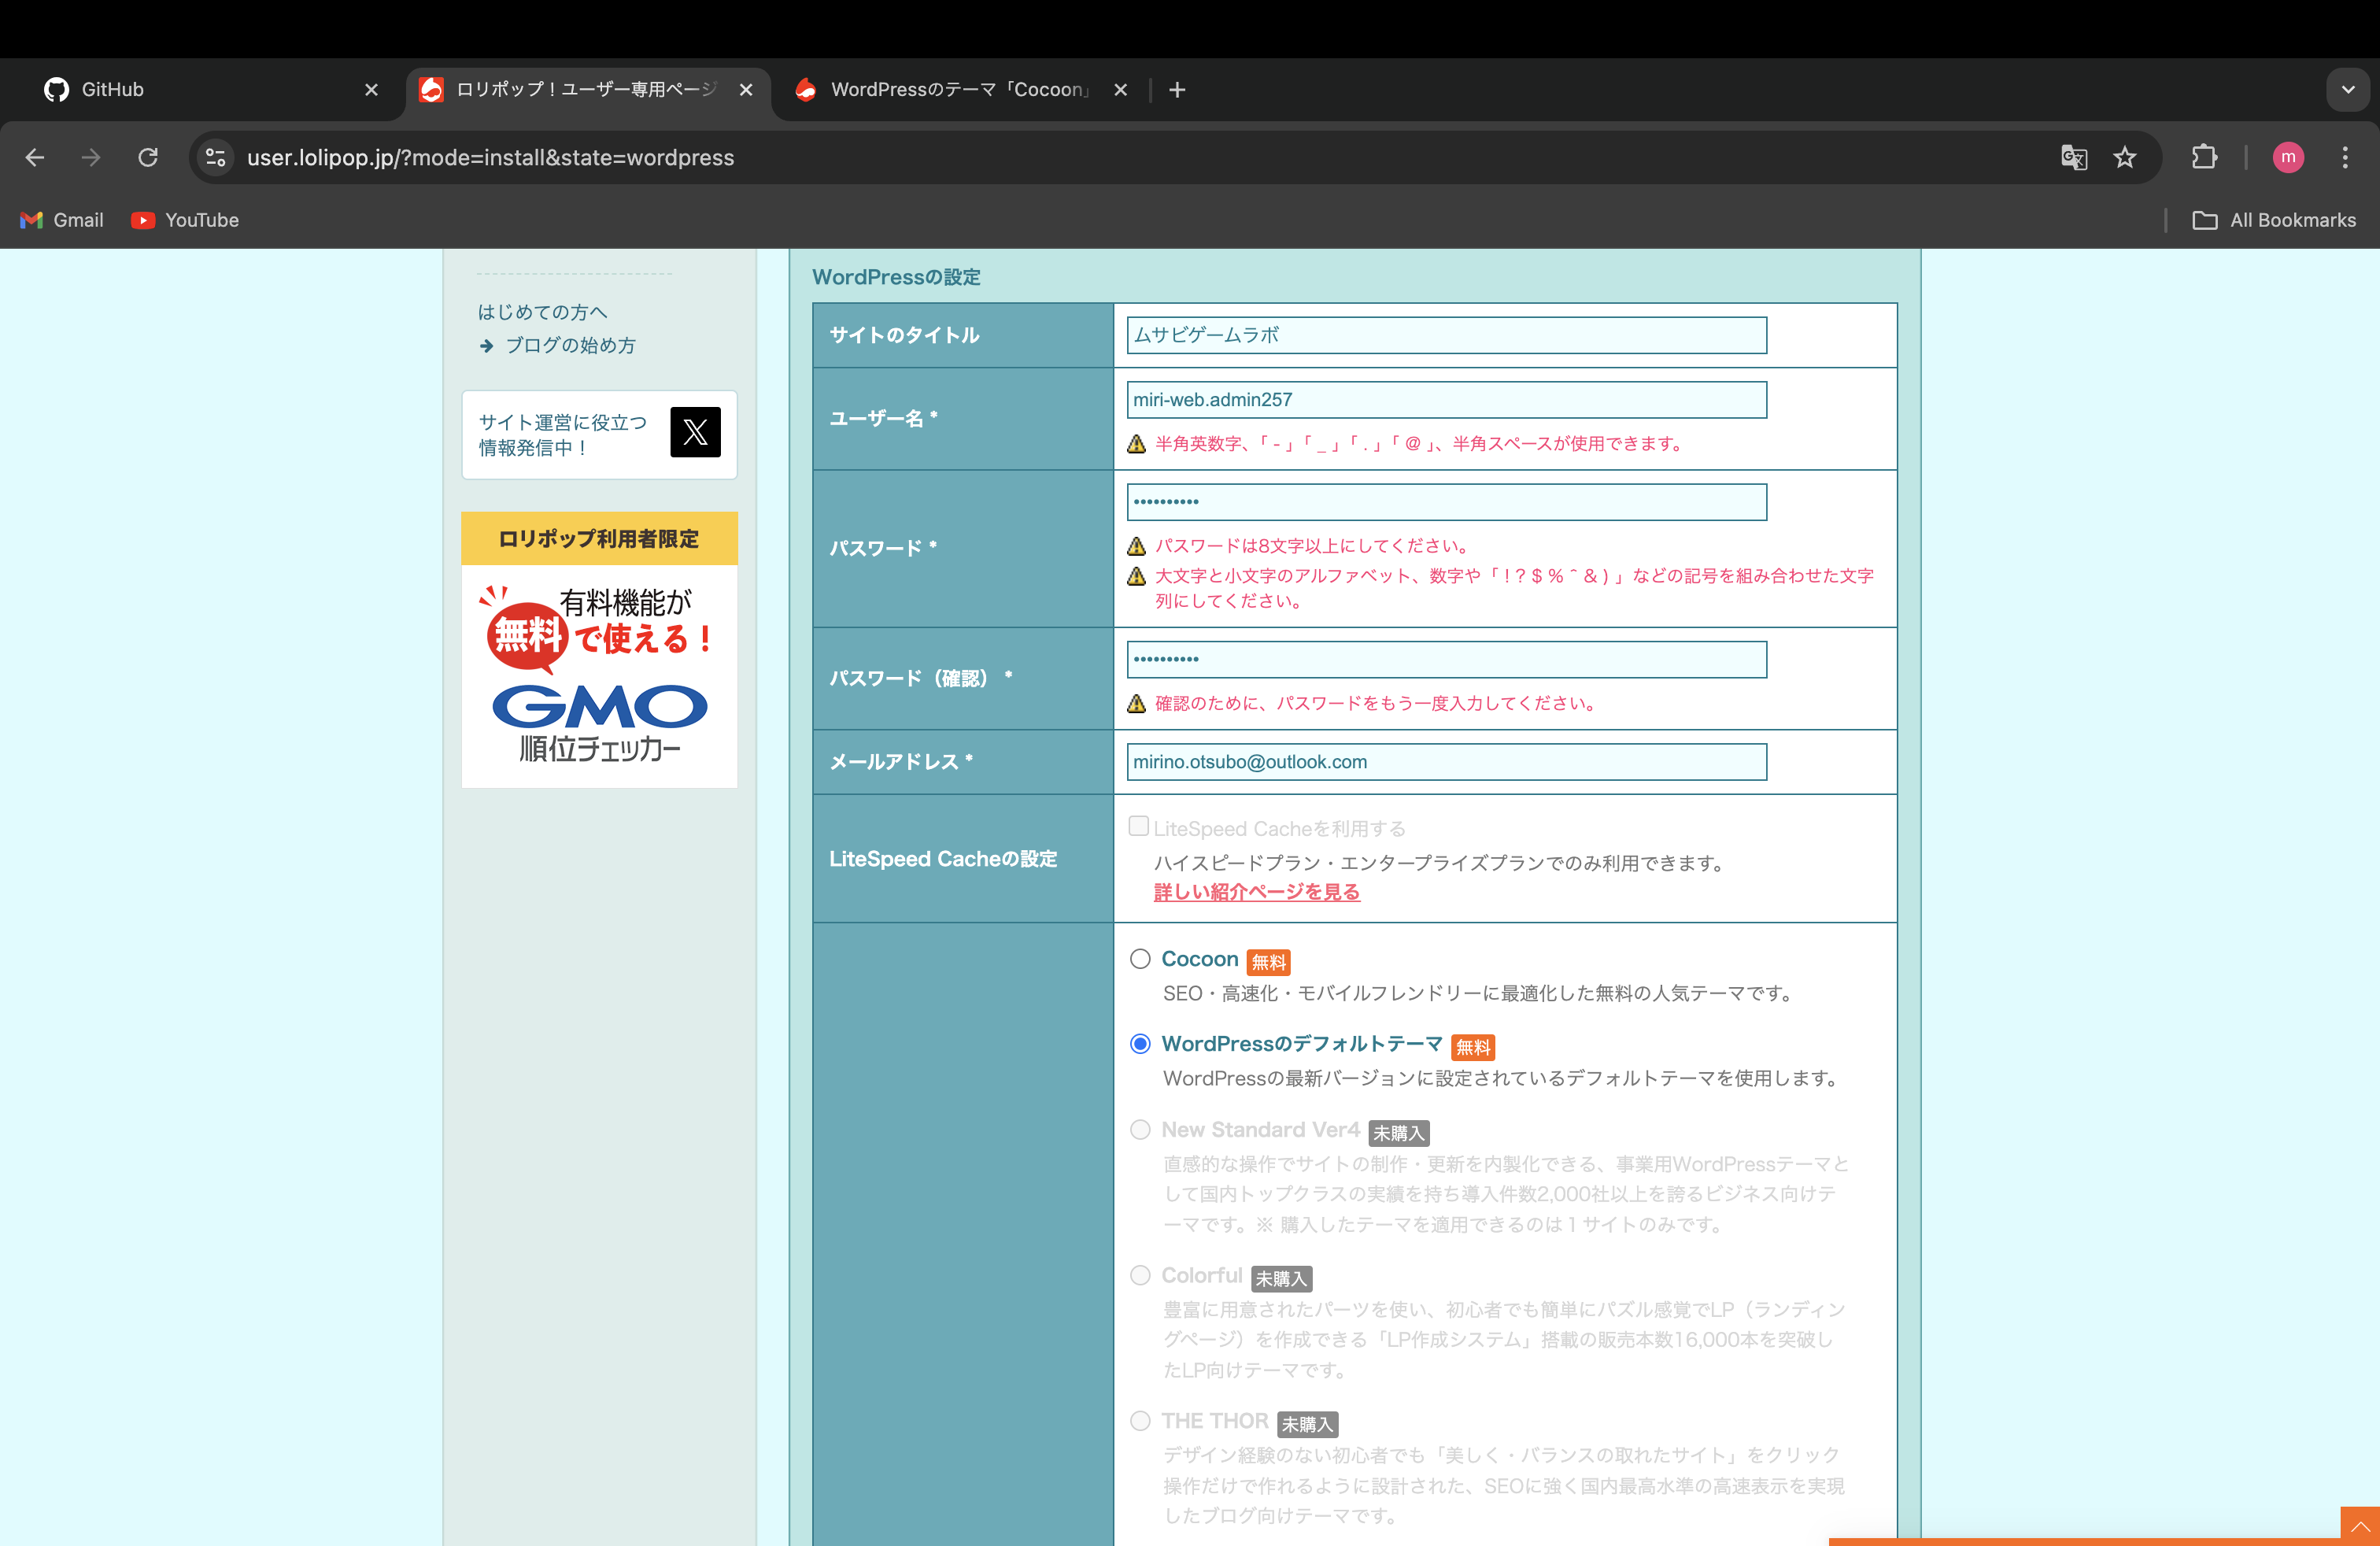 GitHub
ロリポップ！ユーザー専用ページ
WordPressのテーマ「Cocoon」
user.lolipop.jp/?mode=install&state=wordpress
m
Gmail
YouTube
All Bookmarks
はじめての方へ
ブログの始め方
サイト運営に役立つ
情報発信中！
ロリポップ利用者限定
有料機能が
無料で使える！
GMO
順位チェッカー
WordPressの設定
サイトのタイトル
ムサビゲームラボ
ユーザー名 *
miri-web.admin257
半角英数字、「 - 」「 _ 」「 . 」「 @ 」、半角スペースが使用できます。
パスワード *
••••••••••
パスワードは8文字以上にしてください。
大文字と小文字のアルファベット、数字や「 ! ? $ % ^ & ) 」などの記号を組み合わせた文字
列にしてください。
パスワード（確認） *
••••••••••
確認のために、パスワードをもう一度入力してください。
メールアドレス *
mirino.otsubo@outlook.com
LiteSpeed Cacheの設定
LiteSpeed Cacheを利用する
ハイスピードプラン・エンタープライズプランでのみ利用できます。
詳しい紹介ページを見る
Cocoon 無料
SEO・高速化・モバイルフレンドリーに最適化した無料の人気テーマです。
WordPressのデフォルトテーマ 無料
WordPressの最新バージョンに設定されているデフォルトテーマを使用します。
New Standard Ver4 未購入
直感的な操作でサイトの制作・更新を内製化できる、事業用WordPressテーマと
して国内トップクラスの実績を持ち導入件数2,000社以上を誇るビジネス向けテ
ーマです。※ 購入したテーマを適用できるのは１サイトのみです。
Colorful 未購入
豊富に用意されたパーツを使い、初心者でも簡単にパズル感覚でLP（ランディン
グページ）を作成できる「LP作成システム」搭載の販売本数16,000本を突破し
たLP向けテーマです。
THE THOR 未購入
デザイン経験のない初心者でも「美しく・バランスの取れたサイト」をクリック
操作だけで作れるように設計された、SEOに強く国内最高水準の高速表示を実現
したブログ向けテーマです。